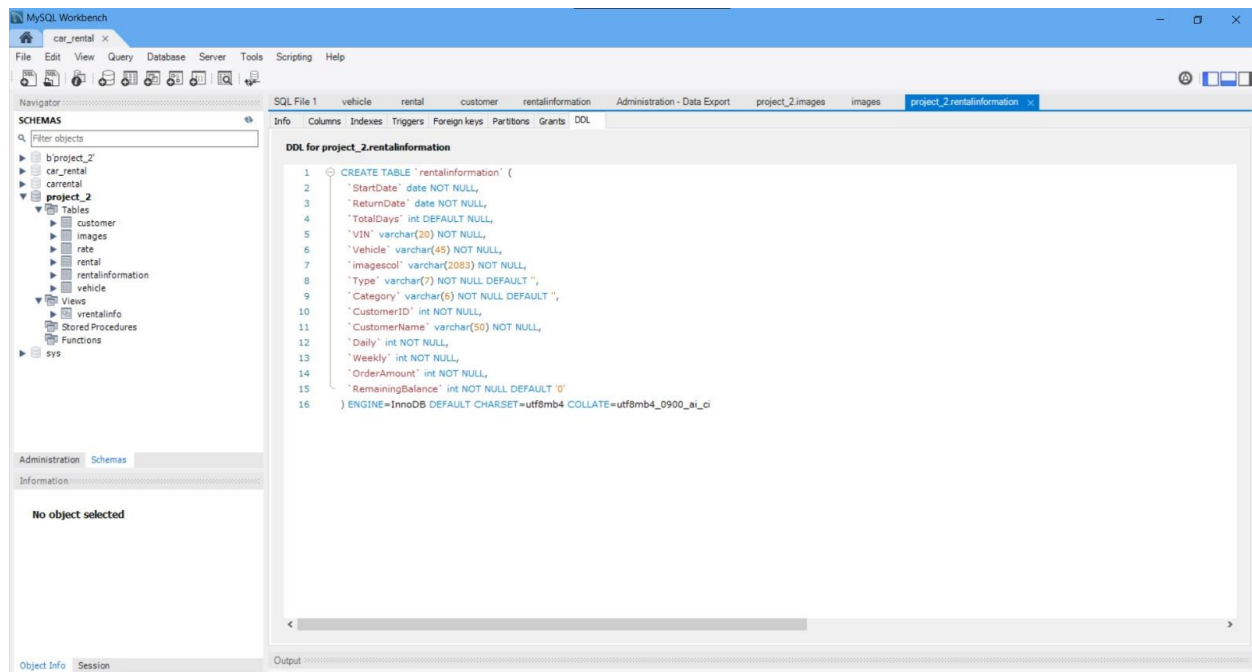 MySQL Workbench
car_rental
File Edit View Query Database Server Tools Scripting Help
Navigator
SCHEMAS
Filter objects
b'project_2'
car_rental
carrental
project_2
Tables
customer
images
rate
rental
rentalinformation
vehicle
Views
vrentalinfo
Stored Procedures
Functions
sys
Administration Schemas
Information
No object selected
Object Info Session
SQL File 1 vehicle rental customer rentalinformation Administration - Data Export project_2.images images project_2.rentalinformation
Info Columns Indexes Triggers Foreign keys Partitions Grants DDL
DDL for project_2.rentalinformation
1 CREATE TABLE `rentalinformation` (
2 `StartDate` date NOT NULL,
3 `ReturnDate` date NOT NULL,
4 `TotalDays` int DEFAULT NULL,
5 `VIN` varchar(20) NOT NULL,
6 `Vehicle` varchar(45) NOT NULL,
7 `imagescol` varchar(2083) NOT NULL,
8 `Type` varchar(7) NOT NULL DEFAULT '',
9 `Category` varchar(6) NOT NULL DEFAULT '',
10 `CustomerID` int NOT NULL,
11 `CustomerName` varchar(50) NOT NULL,
12 `Daily` int NOT NULL,
13 `Weekly` int NOT NULL,
14 `OrderAmount` int NOT NULL,
15 `RemainingBalance` int NOT NULL DEFAULT '0'
16 ) ENGINE=InnoDB DEFAULT CHARSET=utf8mb4 COLLATE=utf8mb4_0900_ai_ci
Output